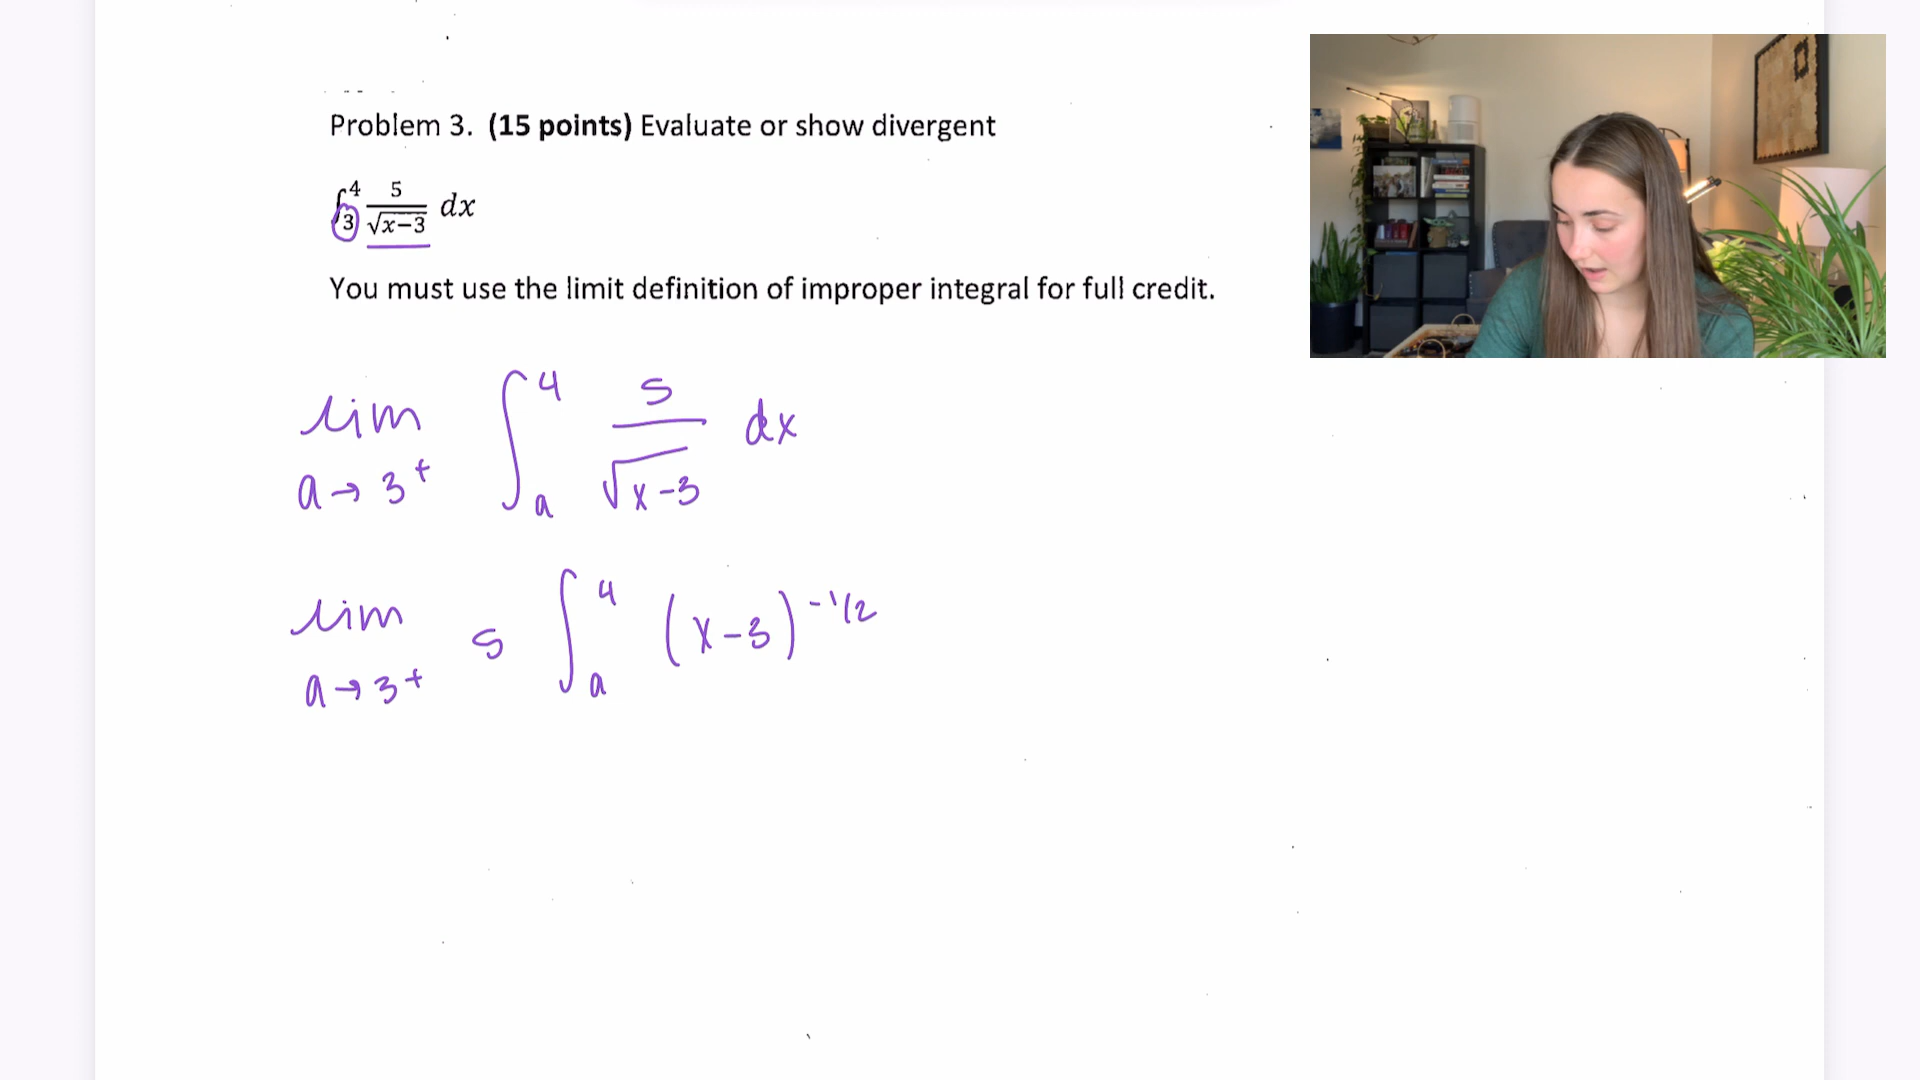 Problem 3. (15 points) Evaluate or show divergent
∫₃⁴ 5/√(x−3) dx
You must use the limit definition of improper integral for full credit.
lim a→3⁺ ∫ₐ⁴ 5/√(x-3) dx
lim a→3⁺ 5 ∫ₐ⁴ (x-3)^(-1/2)